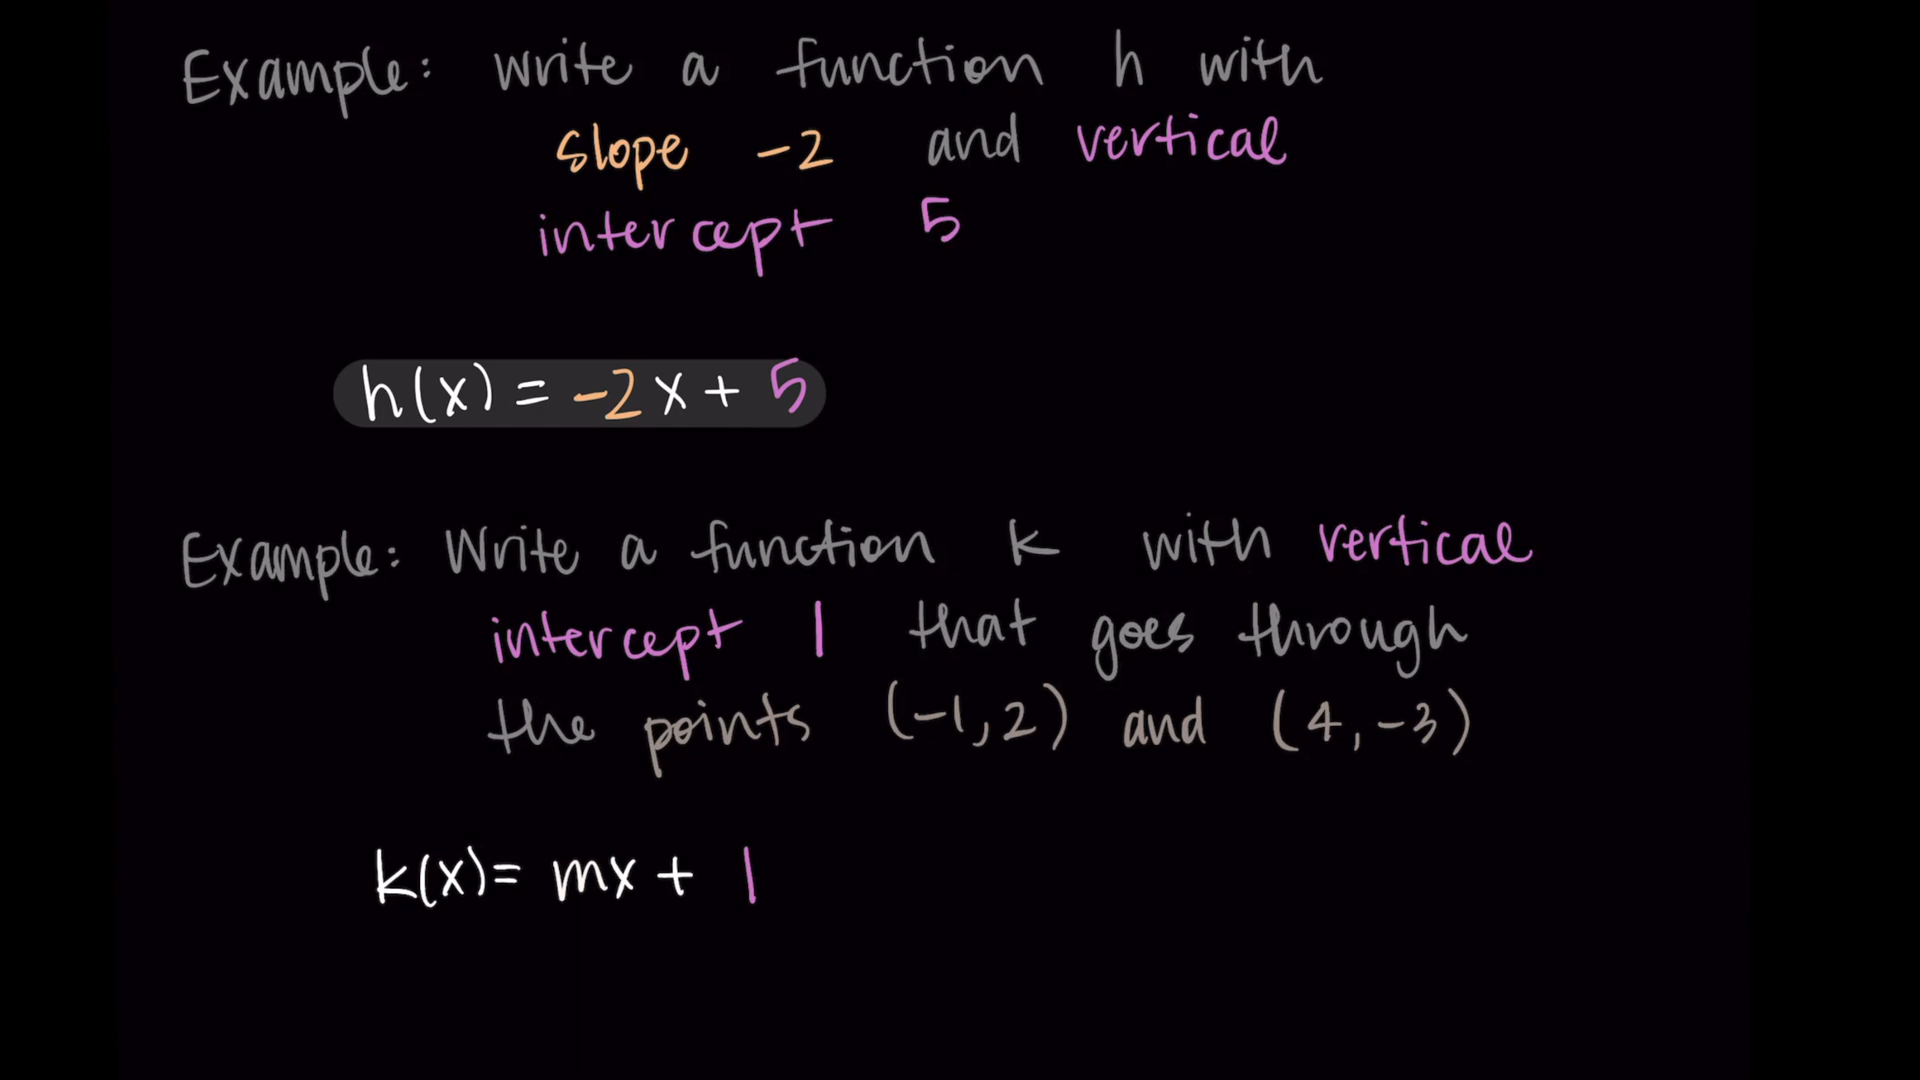 Example: Write a function h with
slope -2 and vertical
intercept 5
h(x) = -2x + 5
Example: Write a function k with vertical
intercept 1 that goes through
the points (-1,2) and (4,-3)
k(x)= mx + 1